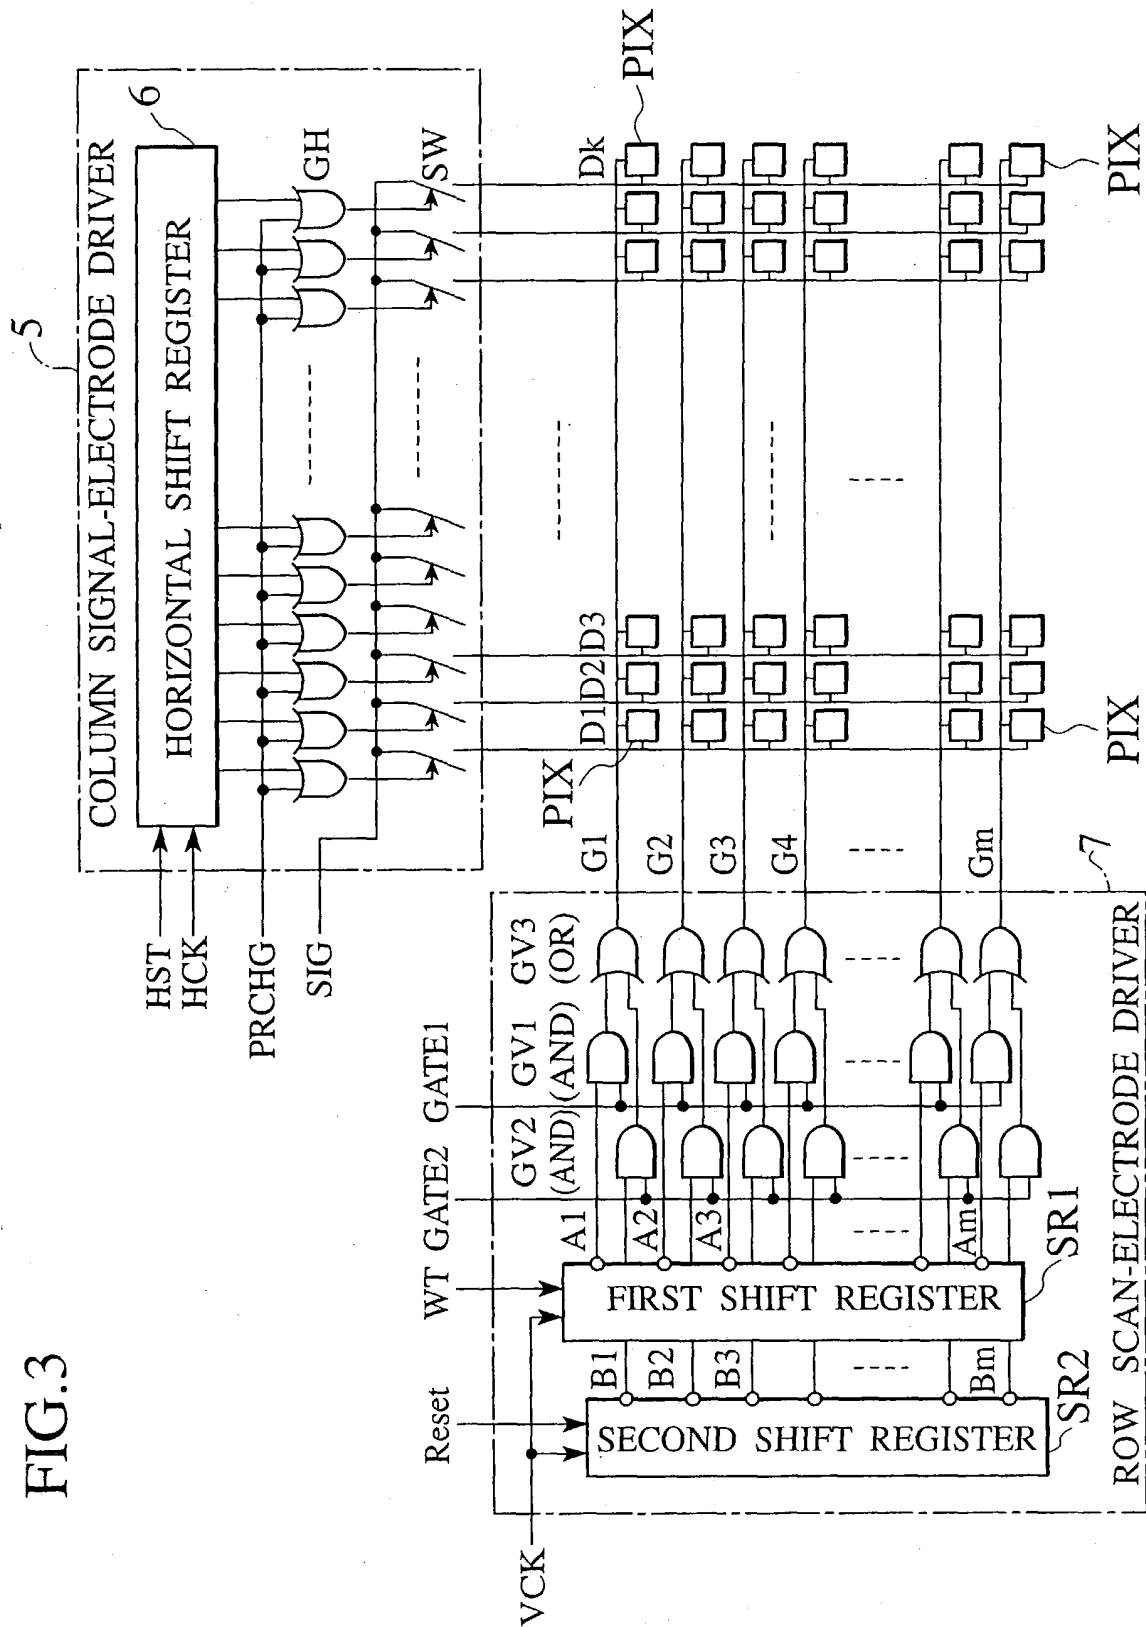 FIG.3
5
COLUMN SIGNAL-ELECTRODE DRIVER
HORIZONTAL SHIFT REGISTER
6
HST
HCK
PRCHG
SIG
GH
SW
VCK
Reset
WT
GATE2
GATE1
GV2
(AND)
GV1
(AND)
GV3
(OR)
A1
A2
A3
Am
B1
B2
B3
Bm
FIRST SHIFT REGISTER
SR1
SECOND SHIFT REGISTER
SR2
ROW SCAN-ELECTRODE DRIVER
7
G1
G2
G3
G4
Gm
D1
D2
D3
Dk
PIX
PIX
PIX
PIX